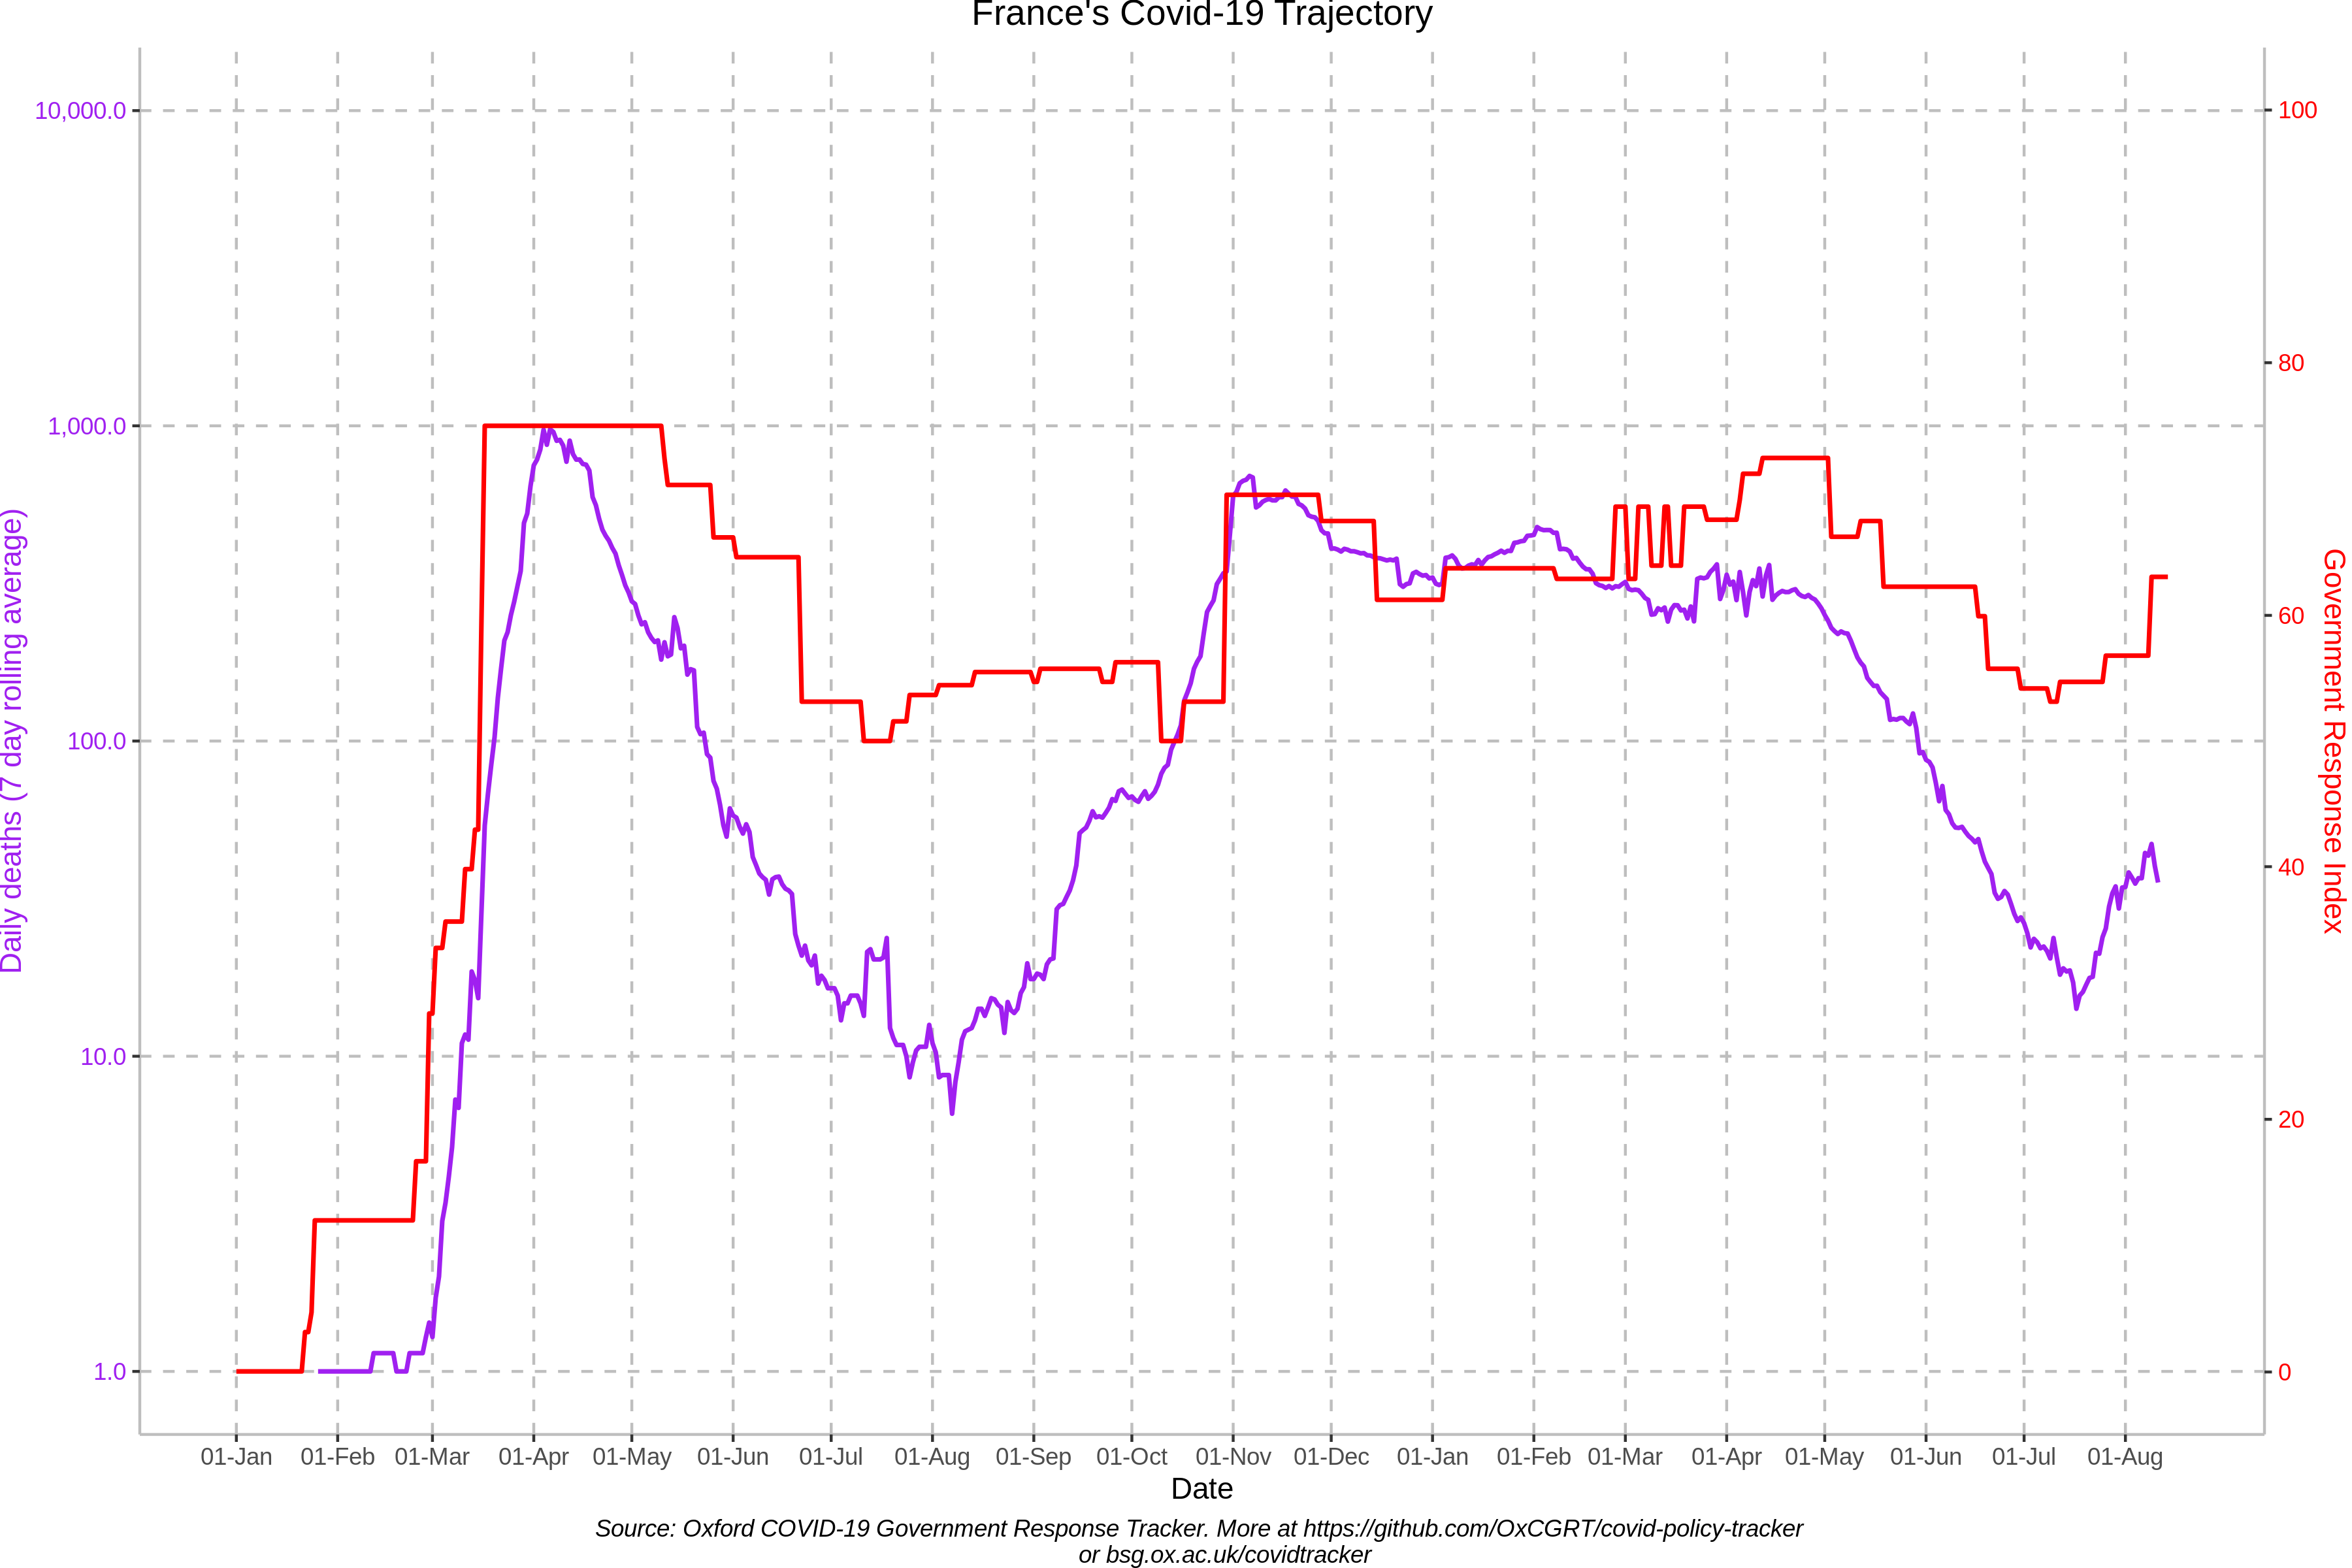 France's Covid-19 Trajectory
10,000.0
1,000.0
100.0
10.0
1.0
Daily deaths (7 day rolling average)
100
80
60
40
20
0
Government Response Index
01-Jan 01-Feb 01-Mar 01-Apr 01-May 01-Jun 01-Jul 01-Aug 01-Sep 01-Oct 01-Nov 01-Dec 01-Jan 01-Feb 01-Mar 01-Apr 01-May 01-Jun 01-Jul 01-Aug
Date
Source: Oxford COVID-19 Government Response Tracker. More at https://github.com/OxCGRT/covid-policy-tracker
or bsg.ox.ac.uk/covidtracker